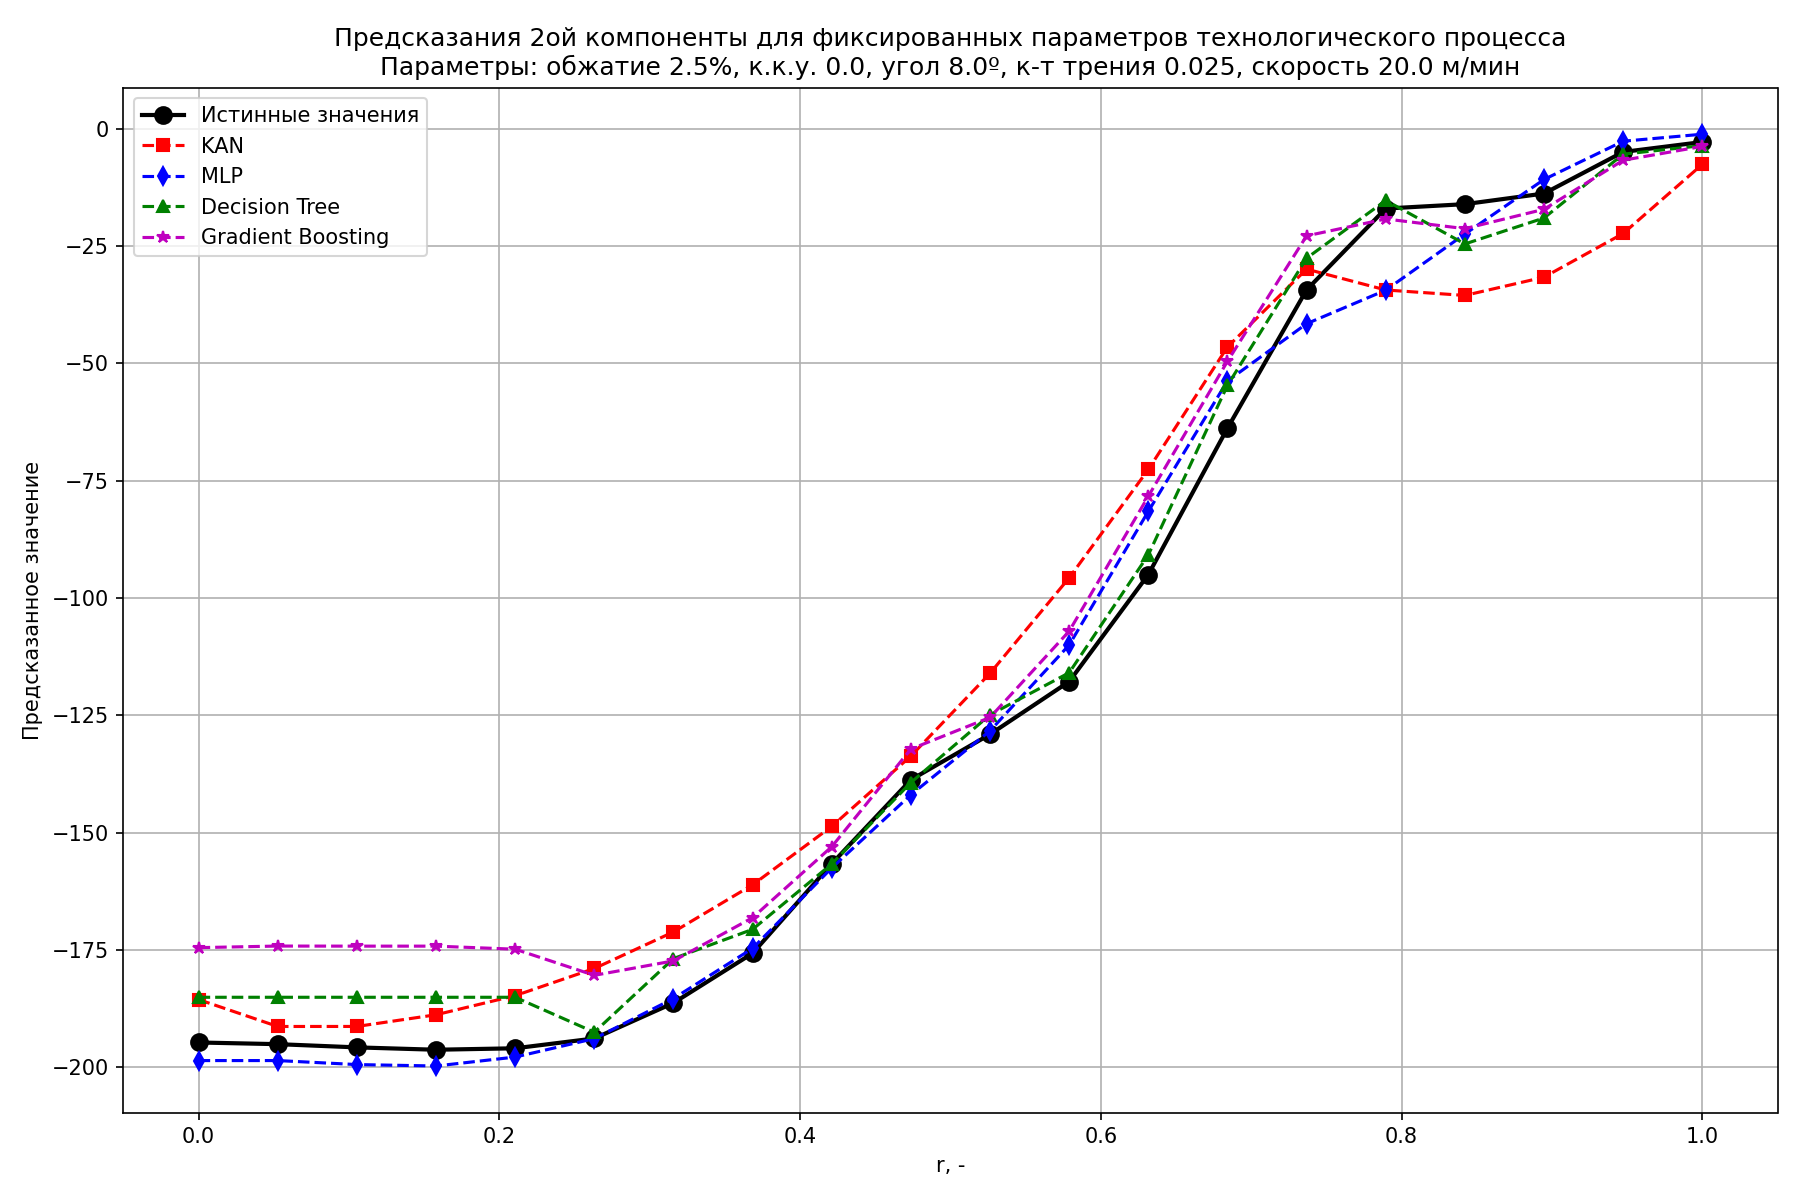 Предсказания 2ой компоненты для фиксированных параметров технологического процесса
Параметры: обжатие 2.5%, к.к.у. 0.0, угол 8.0º, к-т трения 0.025, скорость 20.0 м/мин
Истинные значения
KAN
MLP
Decision Tree
Gradient Boosting
Предсказанное значение
0
−25
−50
−75
−100
−125
−150
−175
−200
0.0 0.2 0.4 0.6 0.8 1.0
r, -